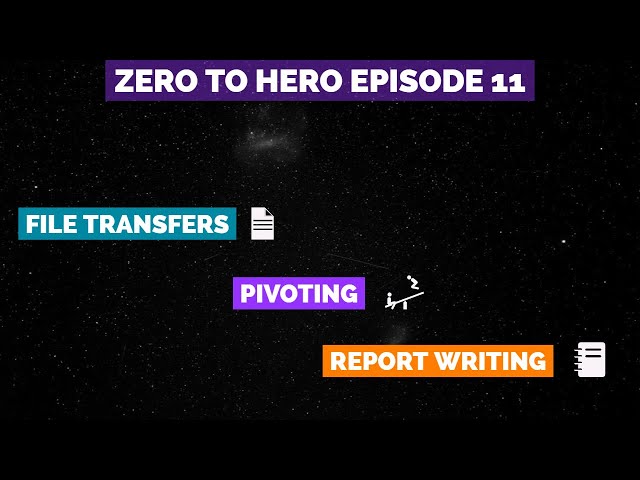 ZERO TO HERO EPISODE 11
FILE TRANSFERS
PIVOTING
REPORT WRITING